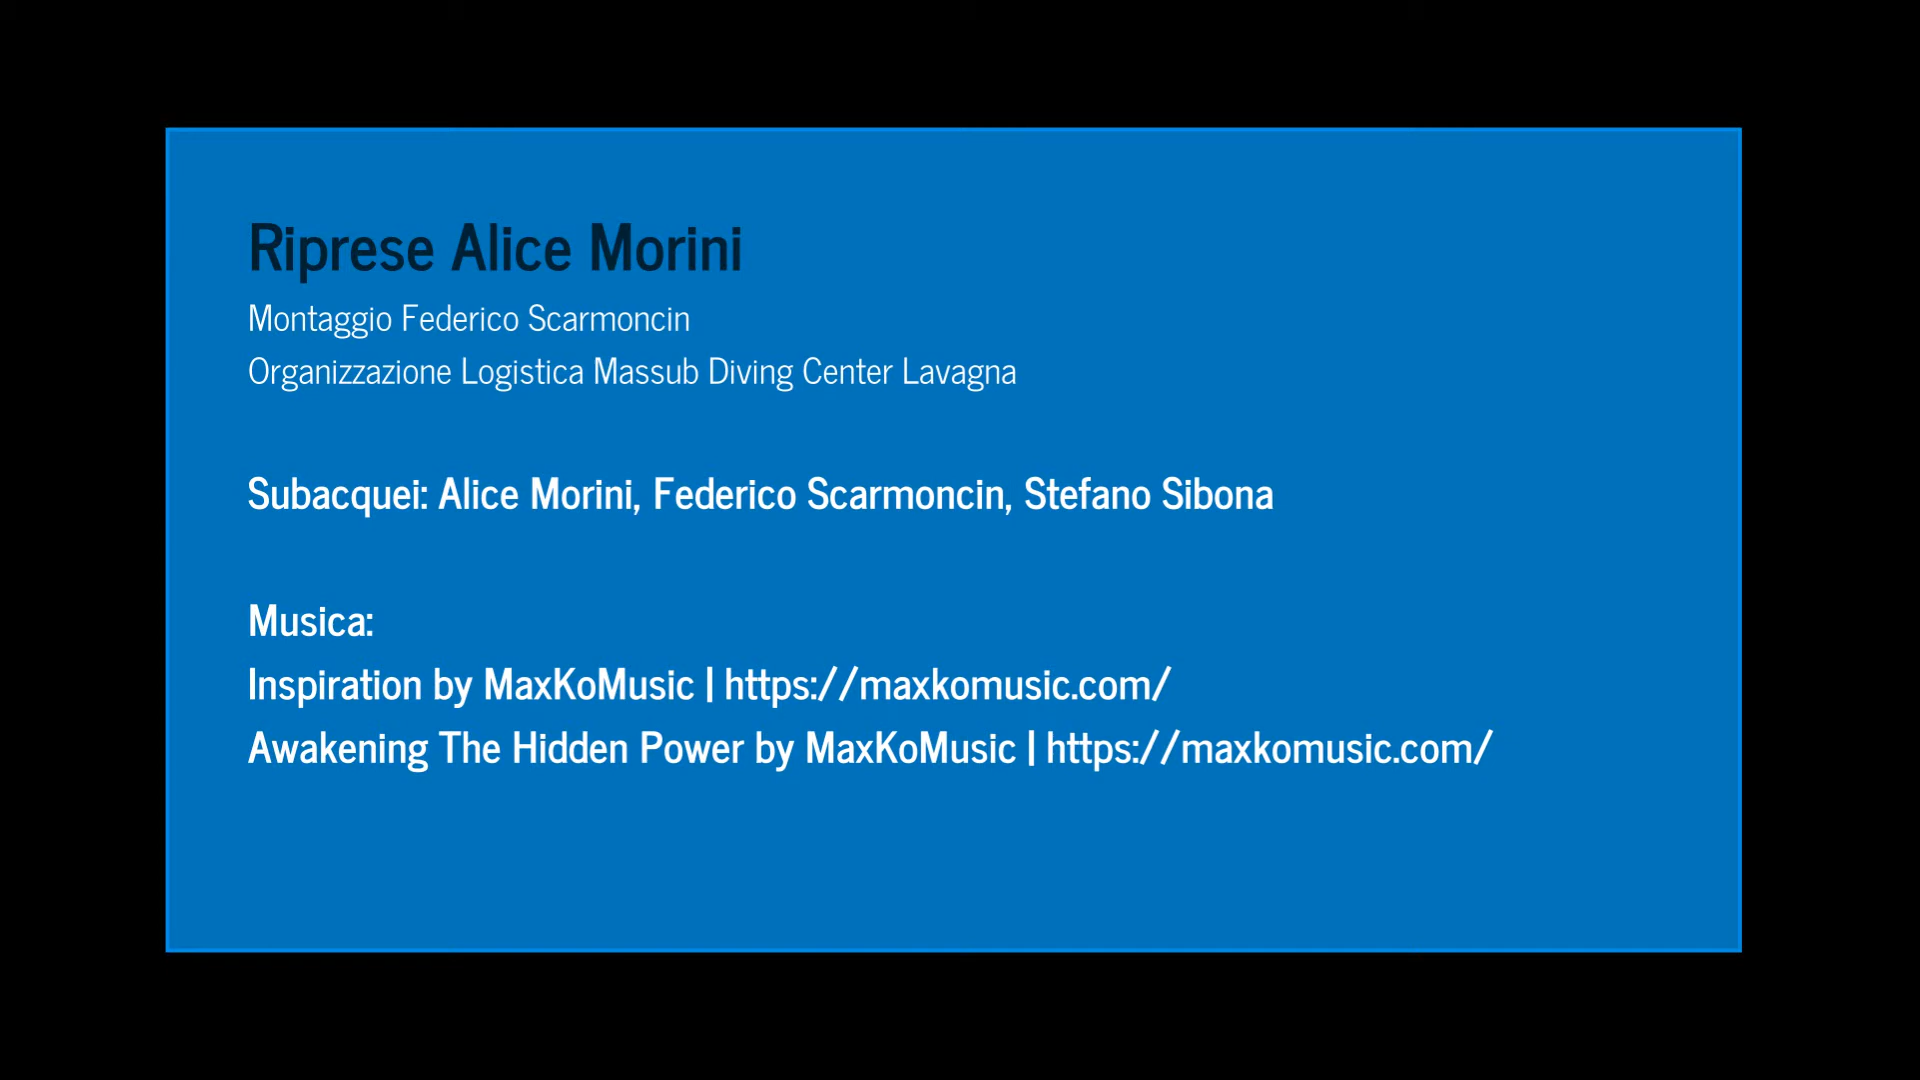 Riprese Alice Morini
Montaggio Federico Scarmoncin
Organizzazione Logistica Massub Diving Center Lavagna
Subacquei: Alice Morini, Federico Scarmoncin, Stefano Sibona
Musica:
Inspiration by MaxKoMusic | https://maxkomusic.com/
Awakening The Hidden Power by MaxKoMusic | https://maxkomusic.com/